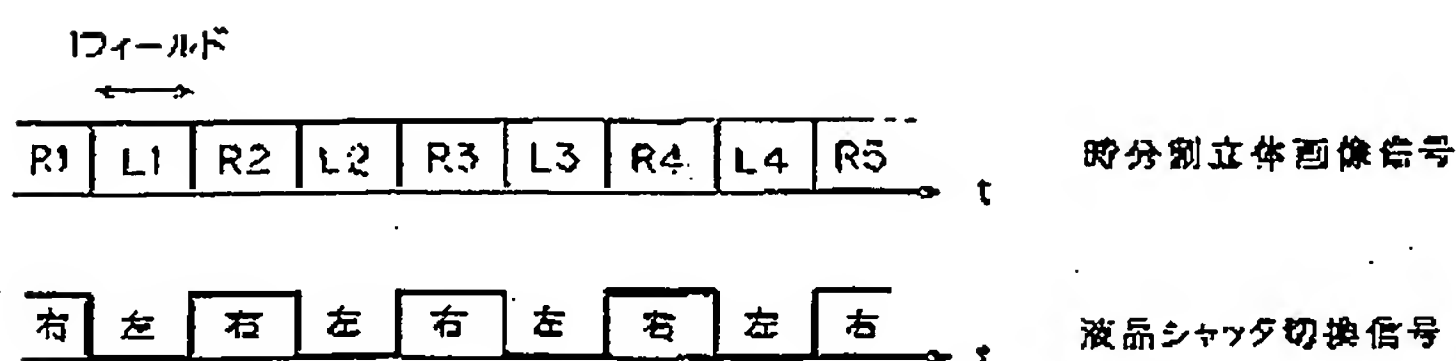 1フィールド
R1 L1 R2 L2 R3 L3 R4 L4 R5 t 時分割立体画像信号
右 左 右 左 右 左 右 左 右 t 液晶シャッタ切換信号